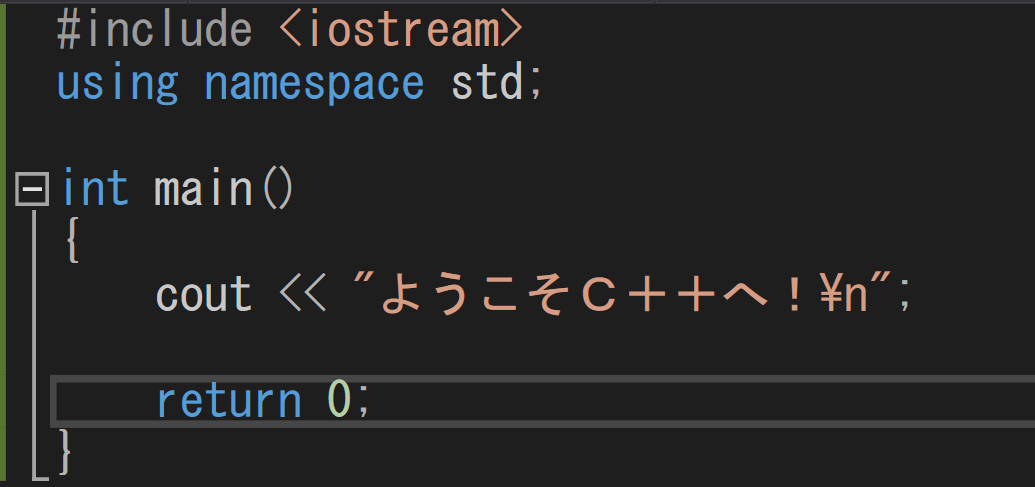 #include <iostream>
using namespace std;
int main()
{
cout << "ようこそＣ＋＋へ！¥n";
return 0;
}